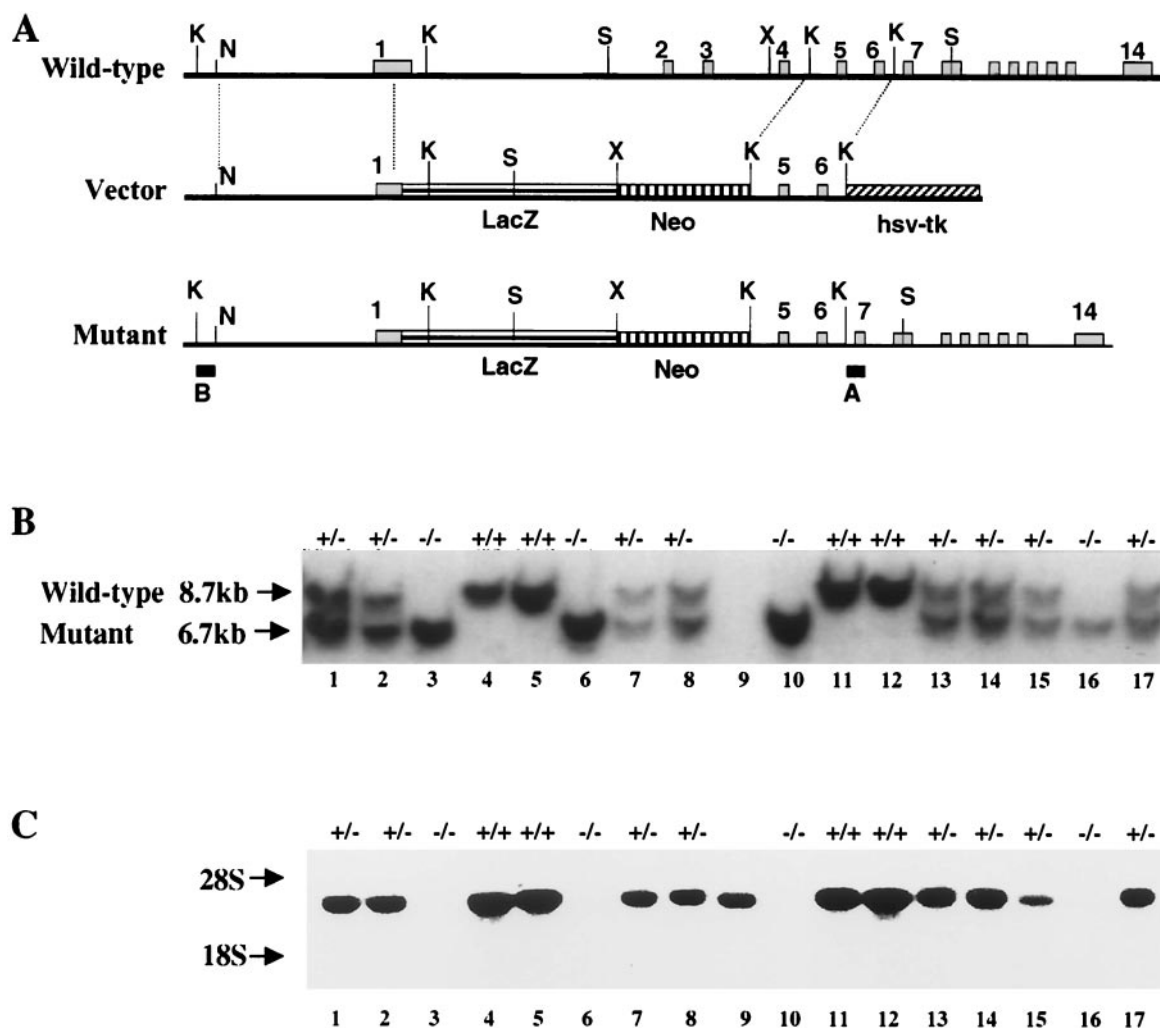 A
K N 1 K S 2 3 X 4 K 5 6 K 7 S 14
Wild-type
N 1 K S X K 5 6 K
Vector
LacZ Neo hsv-tk
K N 1 K S X K 5 6 K 7 S 14
Mutant
LacZ Neo
B A
B
+/- +/- -/- +/+ +/+ -/- +/- +/- -/- +/+ +/+ +/- +/- +/- -/- +/-
Wild-type 8.7kb
Mutant 6.7kb
1 2 3 4 5 6 7 8 9 10 11 12 13 14 15 16 17
C
+/- +/- -/- +/+ +/+ -/- +/- +/- -/- +/+ +/+ +/- +/- +/- -/- +/-
28S
18S
1 2 3 4 5 6 7 8 9 10 11 12 13 14 15 16 17